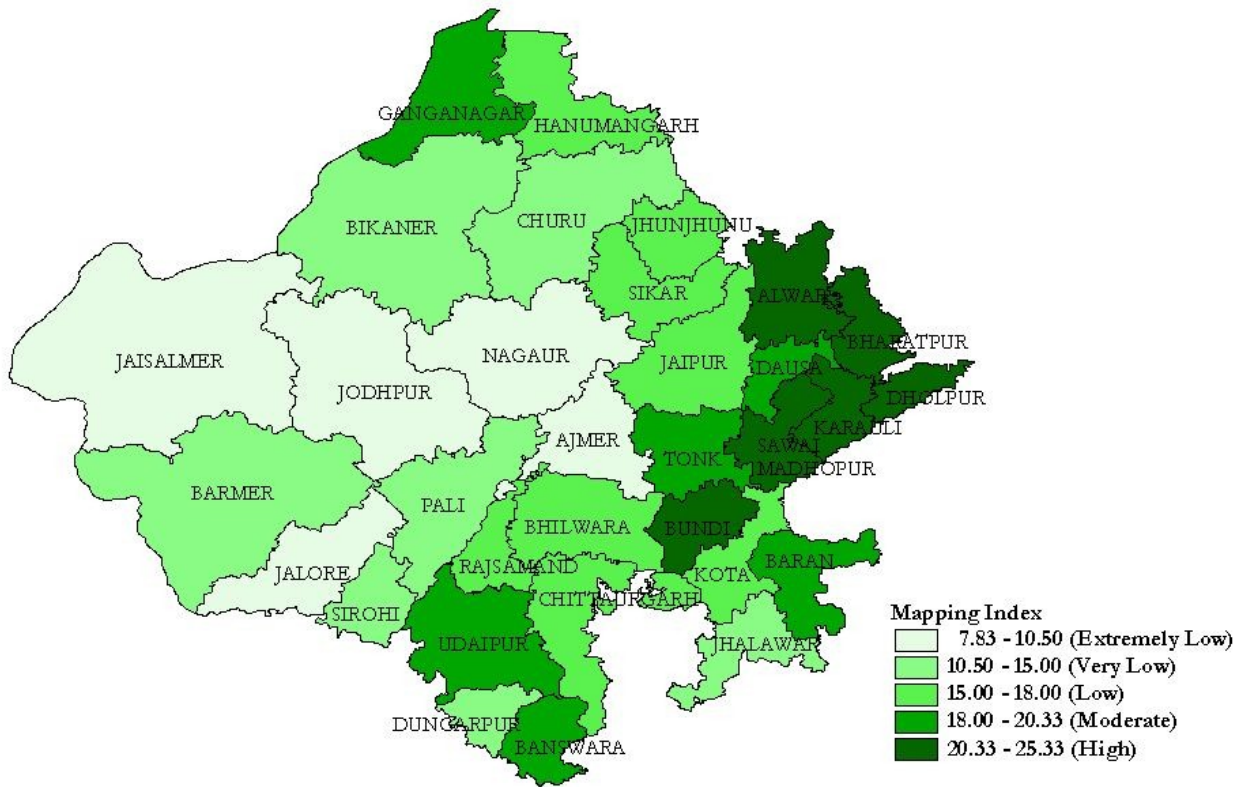 GANGANAGAR
HANUMANGARH
BIKANER
CHURU
JHUNJHUNU
SIKAR
ALWAR
JAISALMER
NAGAUR
JAIPUR
BHARATPUR
DAUSA
JODHPUR
DHOLPUR
KARAULI
AJMER
SAWAI
TONK
JMADHOPUR
BARMER
PALI
BHILWARA
BUNDI
BARAN
RAJSAMAND
KOTA
JALORE
CHITTAURGARH
SIROHI
UDAIPUR
JHALAWAR
DUNGARPUR
BANSWARA
Mapping Index
7.83 - 10.50 (Extremely Low)
10.50 - 15.00 (Very Low)
15.00 - 18.00 (Low)
18.00 - 20.33 (Moderate)
20.33 - 25.33 (High)